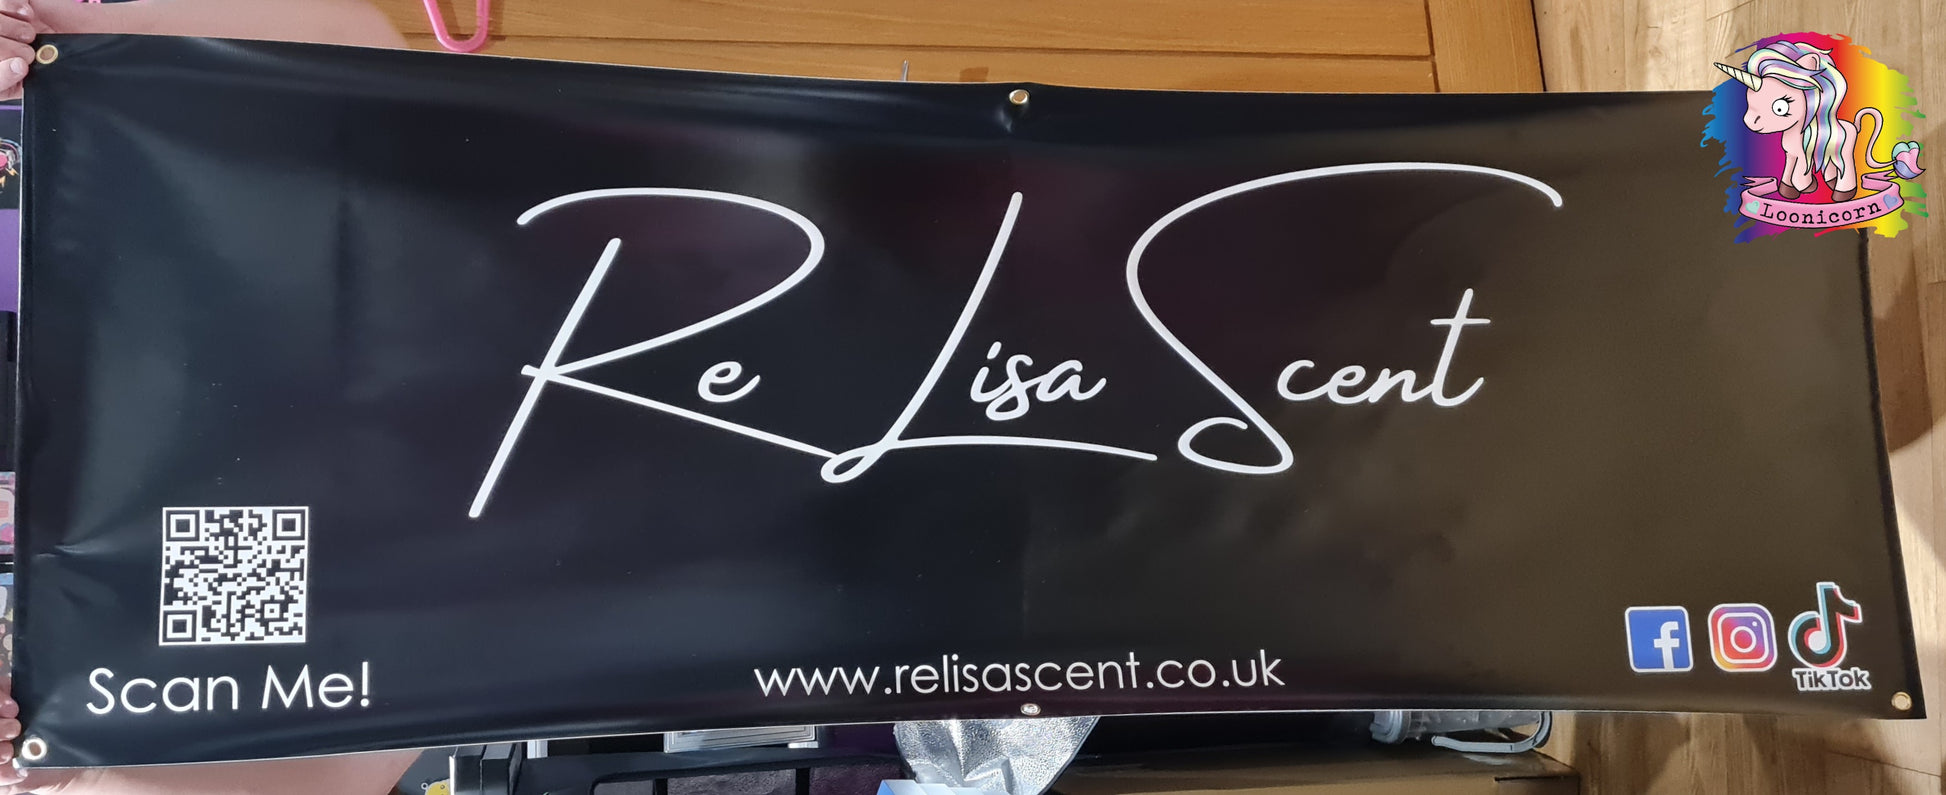 Loonicorn
Re Lisa Scent
Scan Me!
www.relisascent.co.uk
TikTok